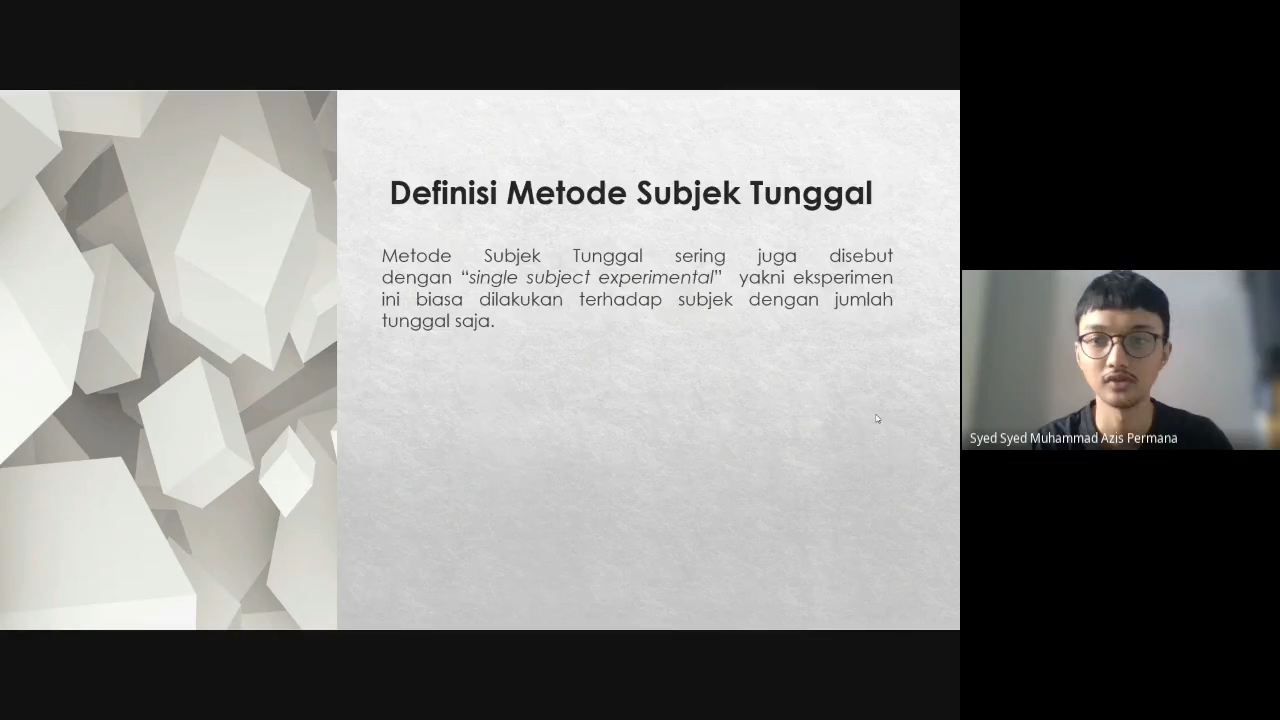 Definisi Metode Subjek Tunggal
Metode Subjek Tunggal sering juga disebut
dengan “single subject experimental” yakni eksperimen
ini biasa dilakukan terhadap subjek dengan jumlah
tunggal saja.
Syed Syed Muhammad Azis Permana